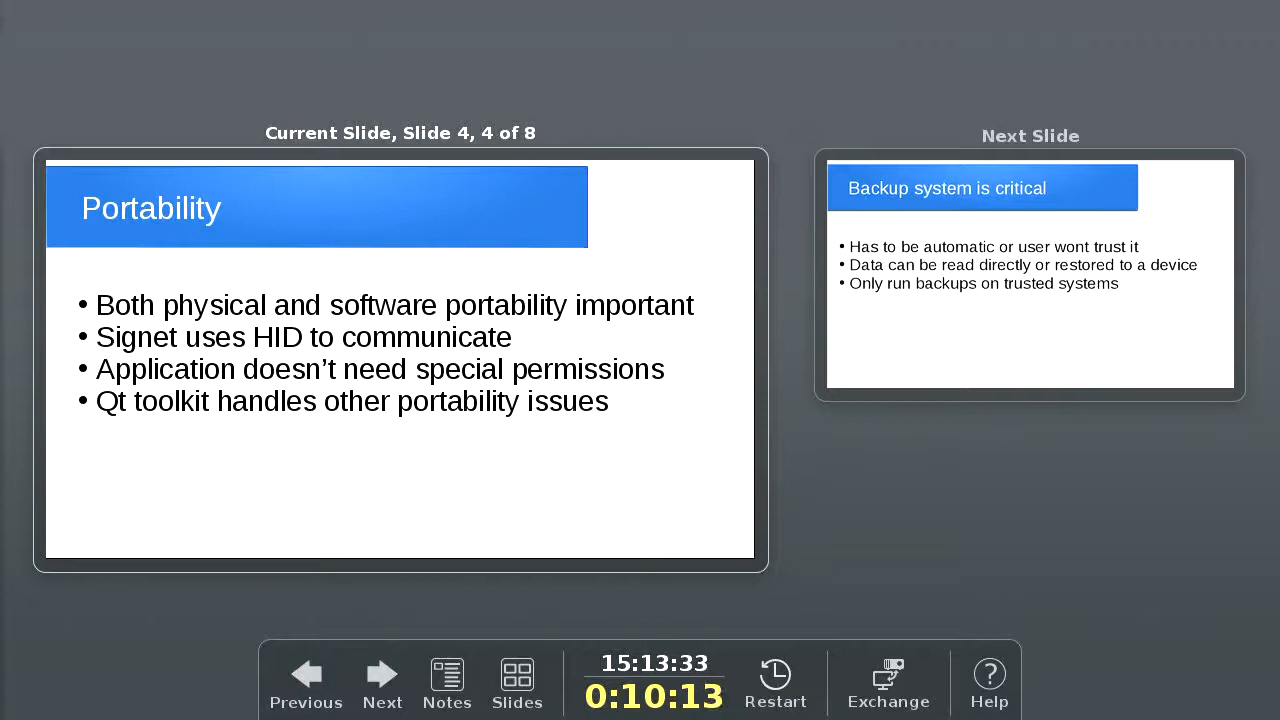 Current Slide, Slide 4, 4 of 8
Portability
• Both physical and software portability important
• Signet uses HID to communicate
• Application doesn’t need special permissions
• Qt toolkit handles other portability issues
Next Slide
Backup system is critical
• Has to be automatic or user wont trust it
• Data can be read directly or restored to a device
• Only run backups on trusted systems
Previous
Next
Notes
Slides
15:13:33
0:10:13
Restart
Exchange
Help